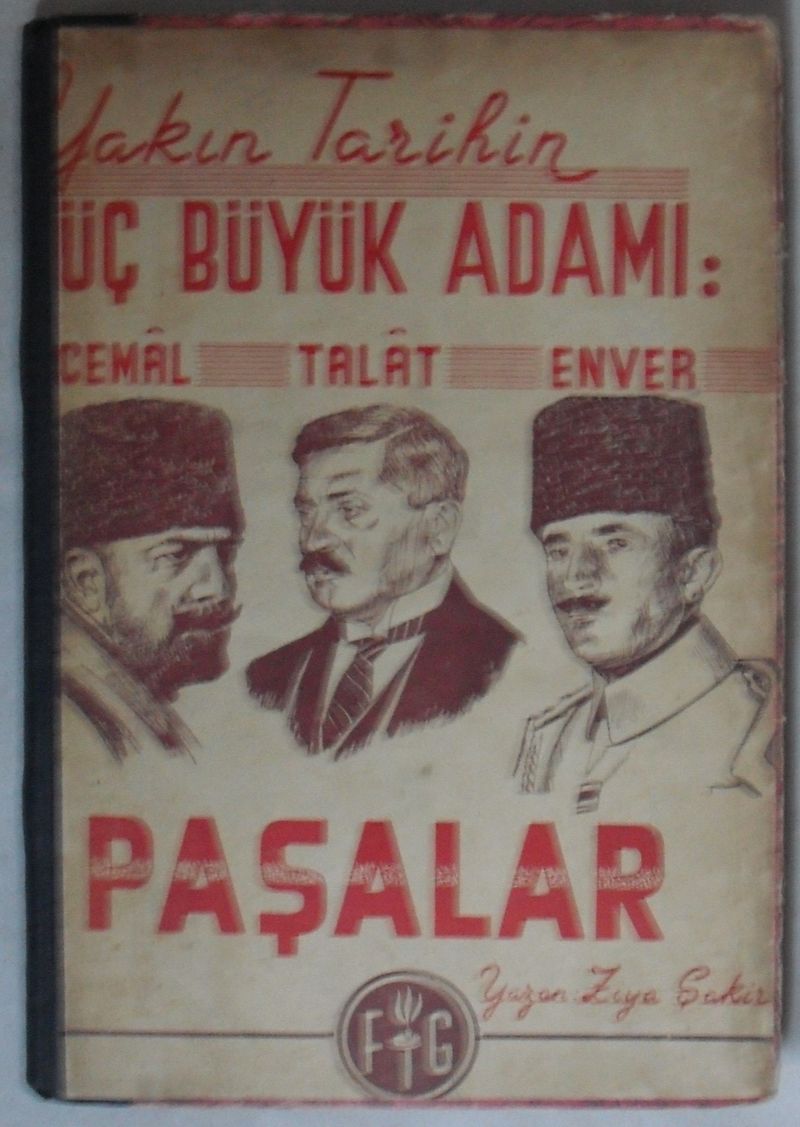 Yakın Tarihin
ÜÇ BÜYÜK ADAMI:
CEMÂL TALÂT ENVER
PAŞALAR
Yazan: Ziya Şakir
F G